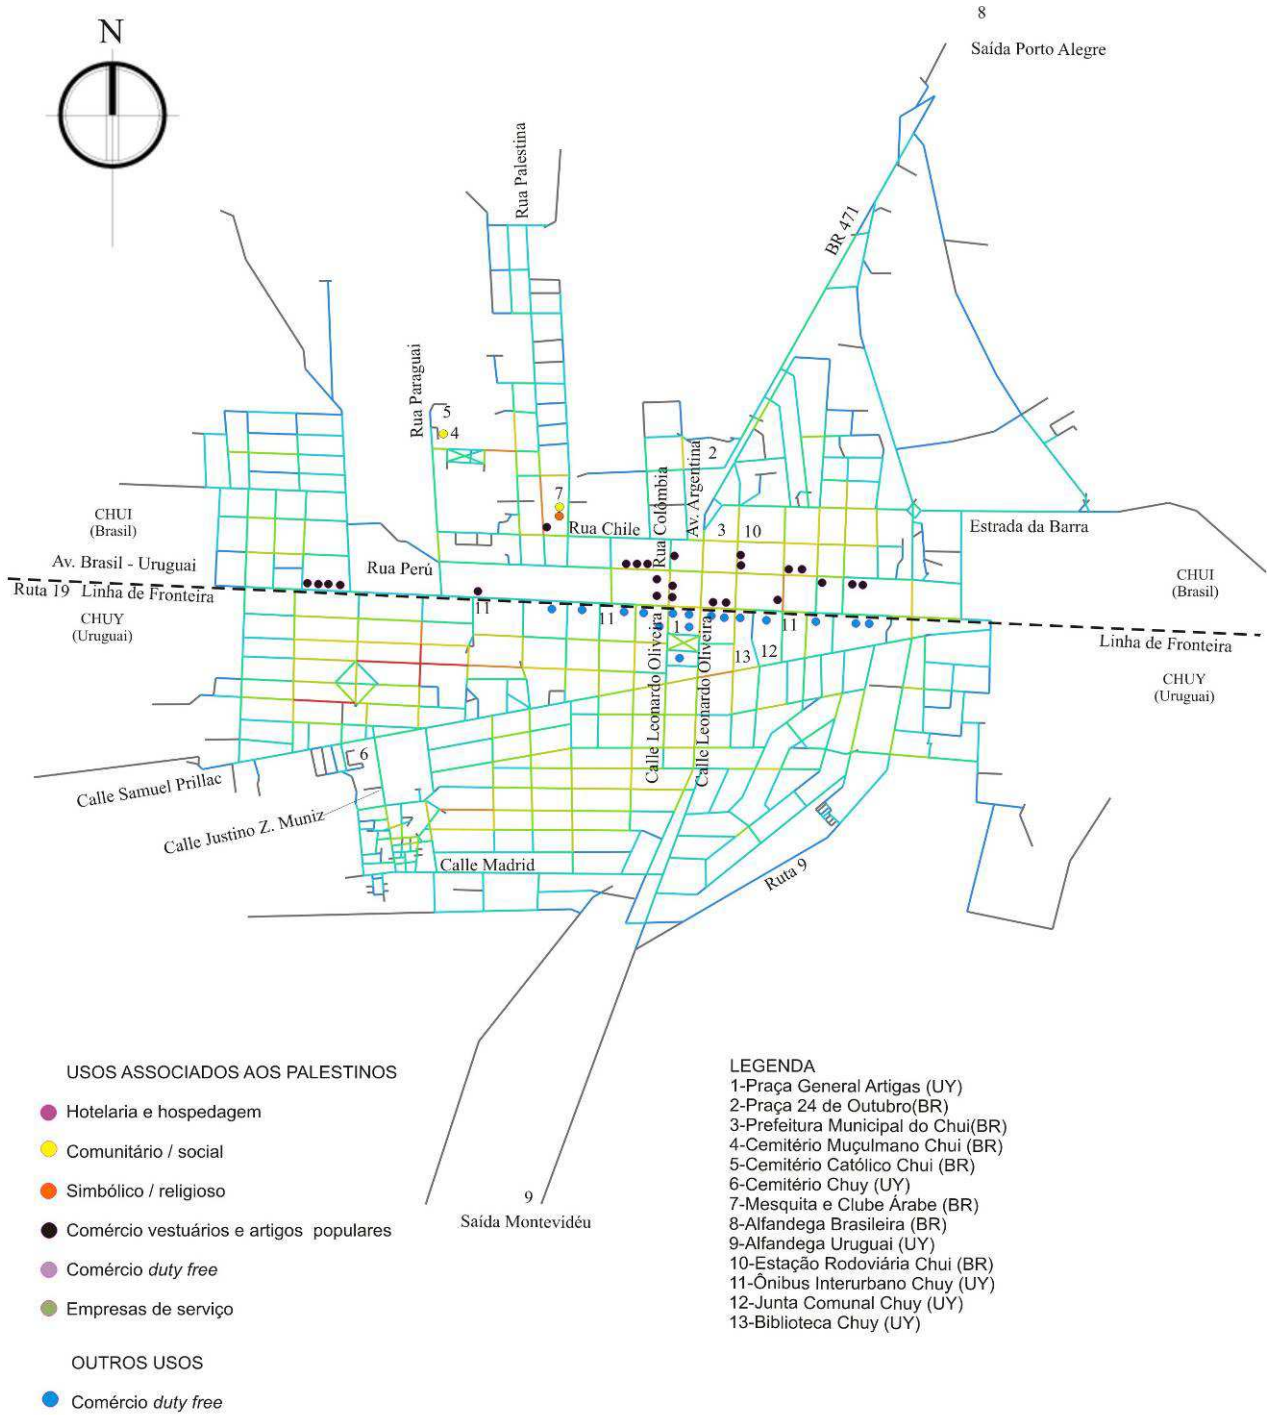 8
Saída Porto Alegre
N
Rua Palestina
BR 471
Rua Paraguai
5
4
2
Rua Colômbia
Av. Argentina
7
Rua Chile
3
10
Estrada da Barra
CHUI
(Brasil)
Av. Brasil - Uruguai
Rua Perú
CHUI
(Brasil)
Ruta 19
Linha de Fronteira
11
11
1
11
CHUY
(Uruguai)
Linha de Fronteira
13
12
CHUY
(Uruguai)
Calle Leonardo Oliveira
Calle Leonardo Oliveira
6
Calle Samuel Prillac
Calle Justino Z. Muniz
Calle Madrid
Ruta 9
9
Saída Montevidéu
USOS ASSOCIADOS AOS PALESTINOS
Hotelaria e hospedagem
Comunitário / social
Simbólico / religioso
Comércio vestuários e artigos populares
Comércio duty free
Empresas de serviço
OUTROS USOS
Comércio duty free
LEGENDA
1-Praça General Artigas (UY)
2-Praça 24 de Outubro(BR)
3-Prefeitura Municipal do Chui(BR)
4-Cemitério Muçulmano Chui (BR)
5-Cemitério Católico Chui (BR)
6-Cemitério Chuy (UY)
7-Mesquita e Clube Árabe (BR)
8-Alfandega Brasileira (BR)
9-Alfandega Uruguai (UY)
10-Estação Rodoviária Chui (BR)
11-Ônibus Interurbano Chuy (UY)
12-Junta Comunal Chuy (UY)
13-Biblioteca Chuy (UY)